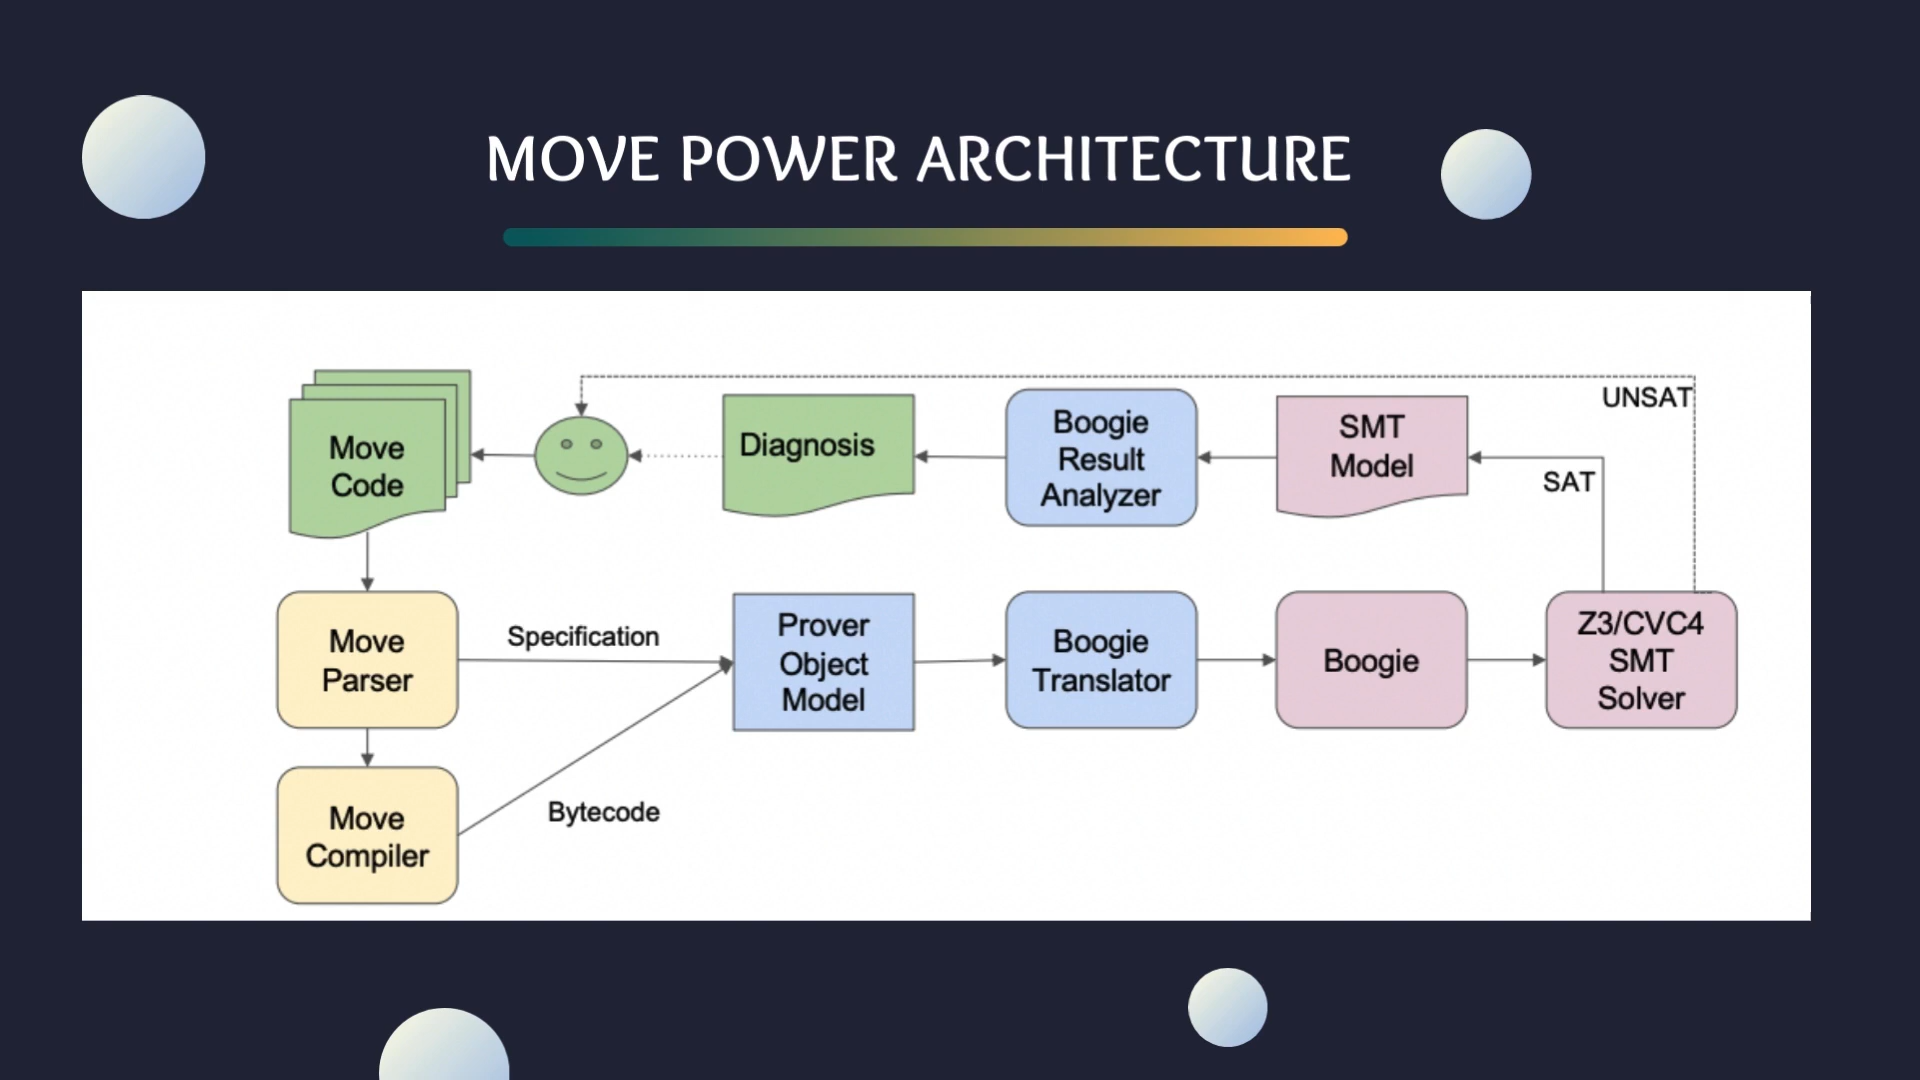 MOVE POWER ARCHITECTURE
UNSAT
Move
Code
Diagnosis
Boogie
Result
Analyzer
SMT
Model
SAT
Move
Parser
Specification
Prover
Object
Model
Boogie
Translator
Boogie
Z3/CVC4
SMT
Solver
Move
Compiler
Bytecode